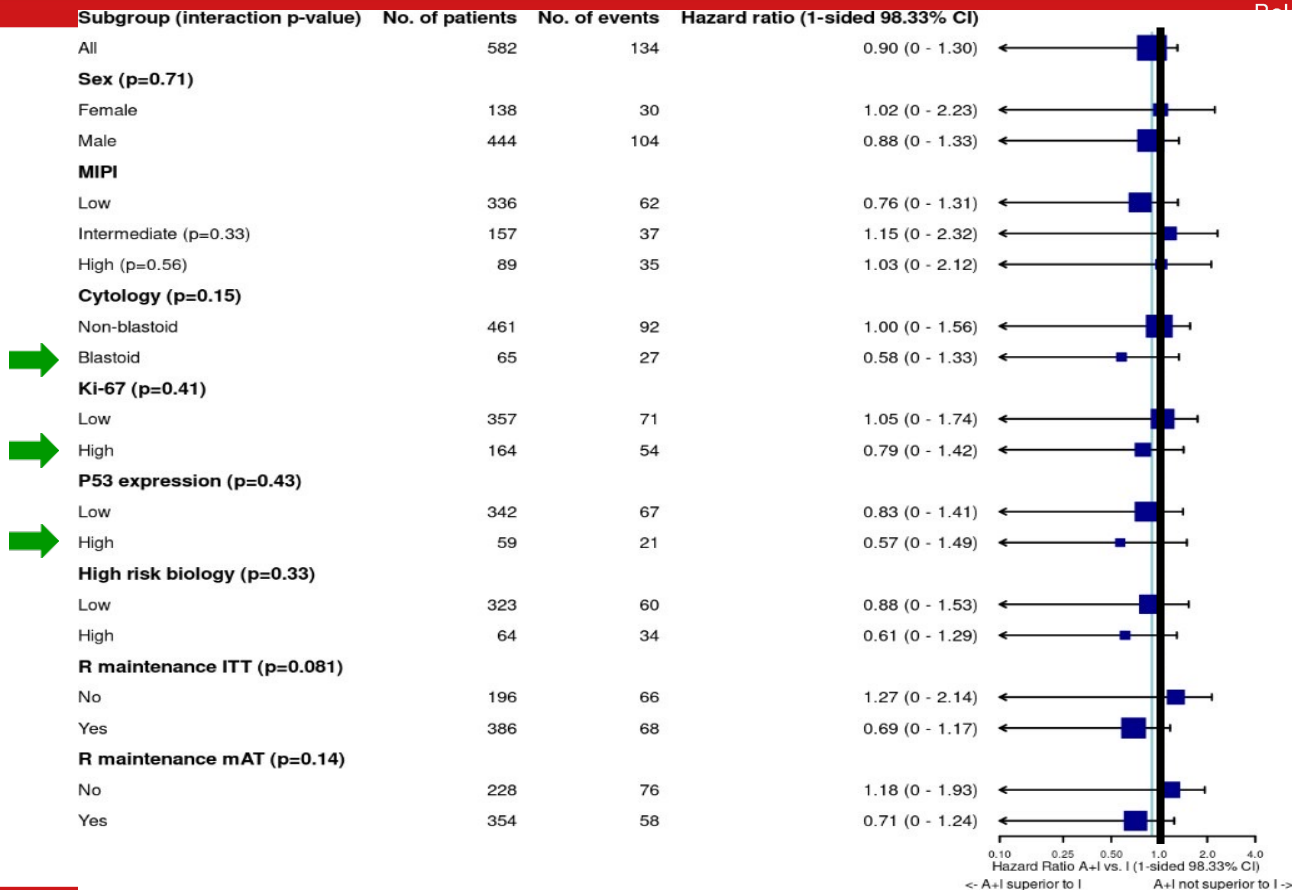 Subgroup (interaction p-value) No. of patients No. of events Hazard ratio (1-sided 98.33% CI)
All 582 134 0.90 (0 - 1.30)
Sex (p=0.71)
Female 138 30 1.02 (0 - 2.23)
Male 444 104 0.88 (0 - 1.33)
MIPI
Low 336 62 0.76 (0 - 1.31)
Intermediate (p=0.33) 157 37 1.15 (0 - 2.32)
High (p=0.56) 89 35 1.03 (0 - 2.12)
Cytology (p=0.15)
Non-blastoid 461 92 1.00 (0 - 1.56)
Blastoid 65 27 0.58 (0 - 1.33)
Ki-67 (p=0.41)
Low 357 71 1.05 (0 - 1.74)
High 164 54 0.79 (0 - 1.42)
P53 expression (p=0.43)
Low 342 67 0.83 (0 - 1.41)
High 59 21 0.57 (0 - 1.49)
High risk biology (p=0.33)
Low 323 60 0.88 (0 - 1.53)
High 64 34 0.61 (0 - 1.29)
R maintenance ITT (p=0.081)
No 196 66 1.27 (0 - 2.14)
Yes 386 68 0.69 (0 - 1.17)
R maintenance mAT (p=0.14)
No 228 76 1.18 (0 - 1.93)
Yes 354 58 0.71 (0 - 1.24)
0.10 0.25 0.50 1.0 2.0 4.0
Hazard Ratio A+I vs. I (1-sided 98.33% CI)
<- A+I superior to I A+I not superior to I ->